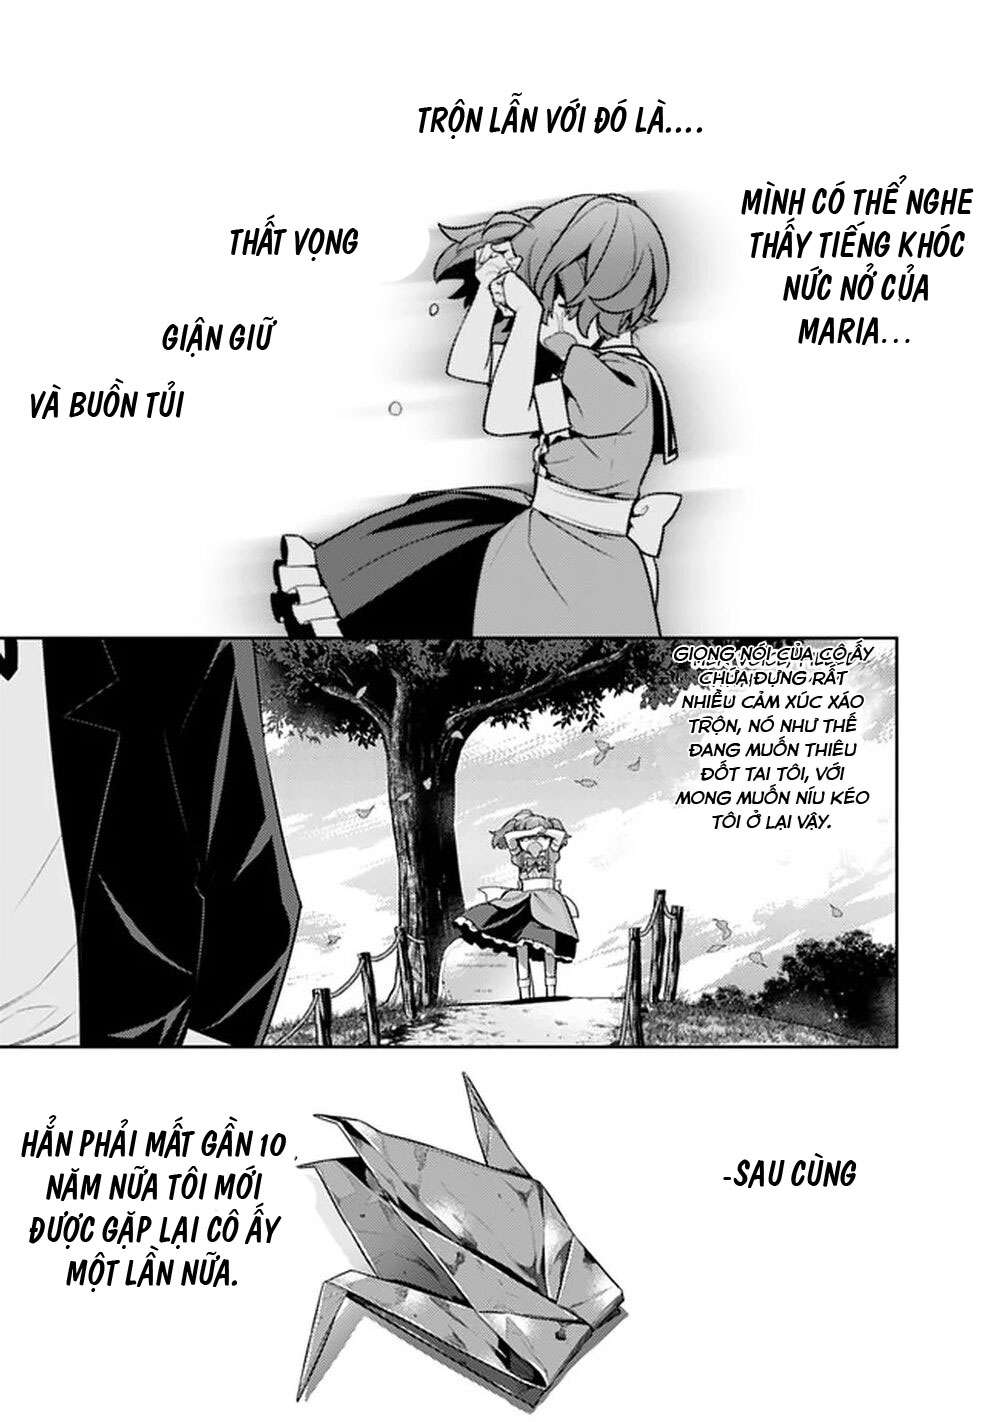 MÌNH CÓ THỂ NGHE
THẤY TIẾNG KHÓC
NỨC NỞ CỦA
MARIA...
TRỘN LẪN VỚI ĐÓ LÀ....
THẤT VỌNG
GIẬN GIỮ
VÀ BUỒN TỦI
GIỌNG NÓI CỦA CÔ ẤY
CHỨA ĐỰNG RẤT
NHIỀU CẢM XÚC XÁO
TRỘN, NÓ NHƯ THỂ
ĐANG MUỐN THIÊU
ĐỐT TAI TÔI, VỚI
MONG MUỐN NÍU KÉO
TÔI Ở LẠI VẬY.
-SAU CÙNG
HẲN PHẢI MẤT GẦN 10
NĂM NỮA TÔI MỚI
ĐƯỢC GẶP LẠI CÔ ẤY
MỘT LẦN NỮA.